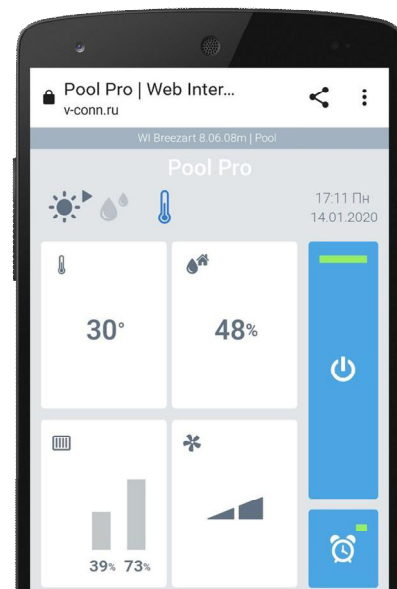 Pool Pro | Web Inter...
v-conn.ru
WI Breezart 8.06.08m | Pool
Pool Pro
17:11 Пн
14.01.2020
30°
48%
39% 73%